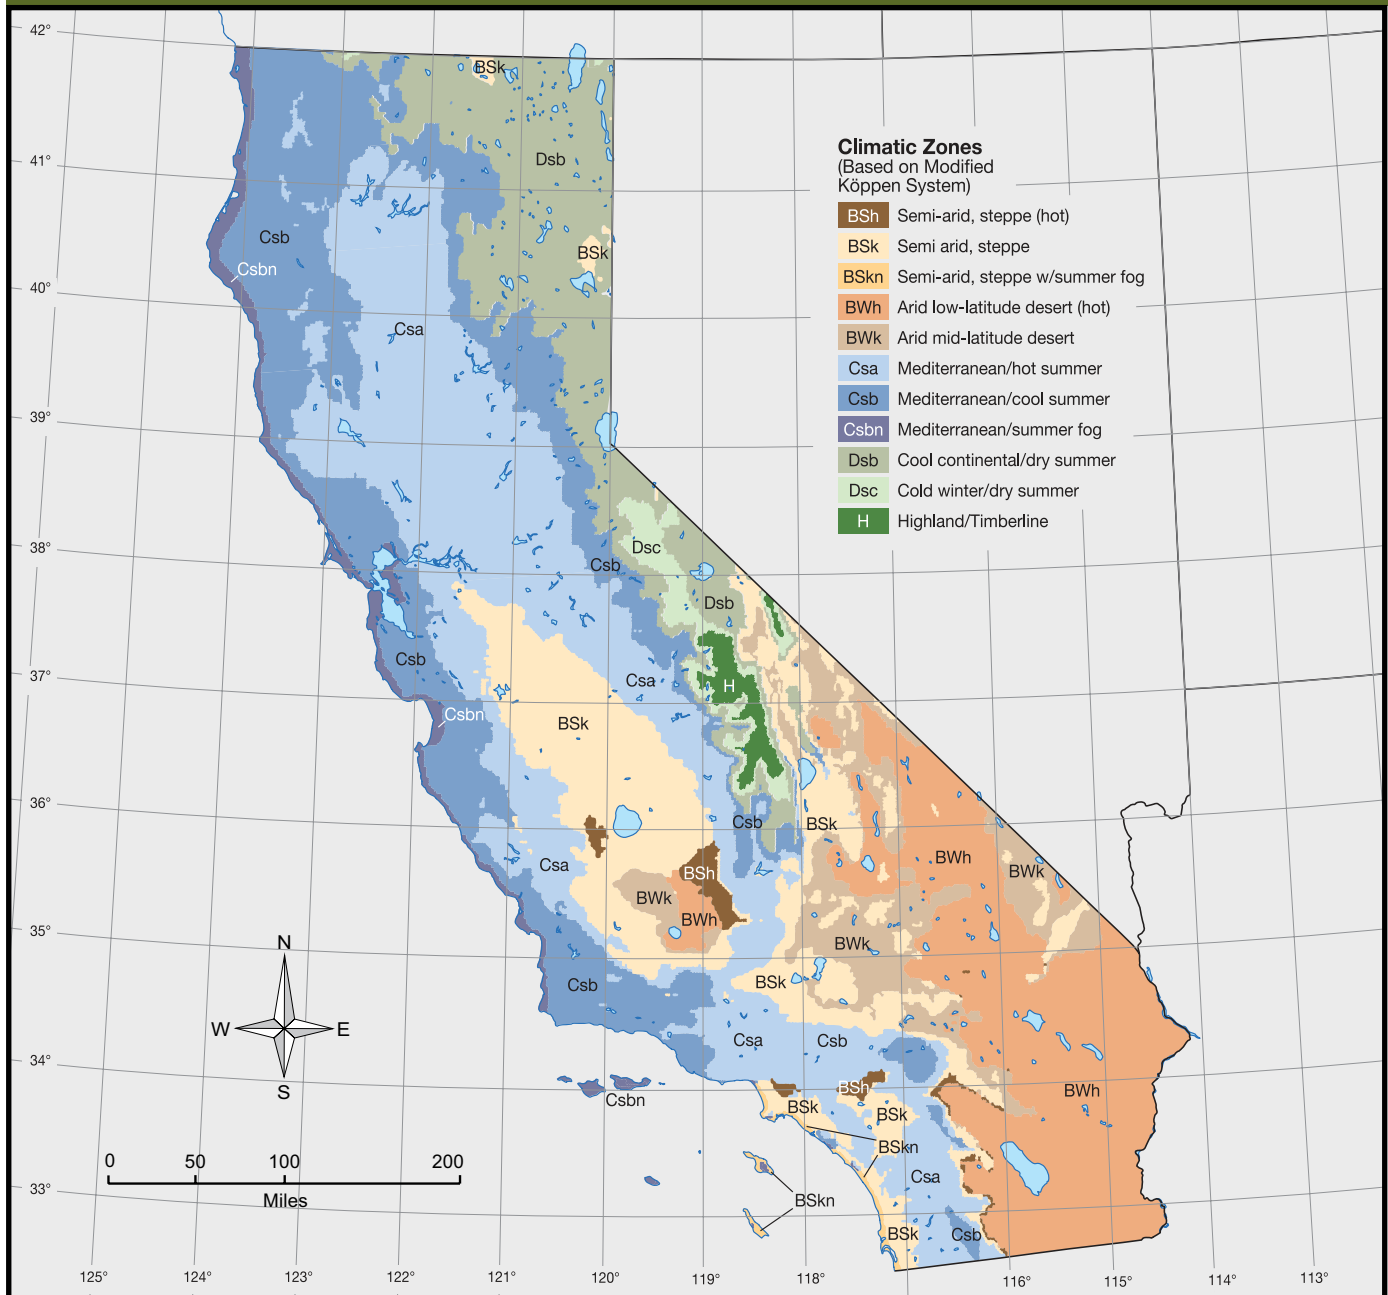 42°
BSk
41°
Dsb
Climatic Zones
(Based on Modified
Köppen System)
BSh Semi-arid, steppe (hot)
BSk Semi arid, steppe
BSkn Semi-arid, steppe w/summer fog
BWh Arid low-latitude desert (hot)
BWk Arid mid-latitude desert
Csa Mediterranean/hot summer
Csb Mediterranean/cool summer
Csbn Mediterranean/summer fog
Dsb Cool continental/dry summer
Dsc Cold winter/dry summer
H Highland/Timberline
Csb
BSk
Csbn
40°
Csa
39°
38°
Dsc
Csb
Dsb
Csb
37°
Csa
H
Csbn
BSk
36°
Csb
BSk
BWh
Csa
BSh
BWk
BWk
BWh
35°
N
BWk
BSk
Csb
W E
Csa
Csb
34°
S
BSh
BWh
Csbn
BSk
BSk
BSkn
0 50 100 200
Miles
Csa
33°
BSkn
BSk
Csb
125° 124° 123° 122° 121° 120° 119° 118° 116° 115° 114° 113°